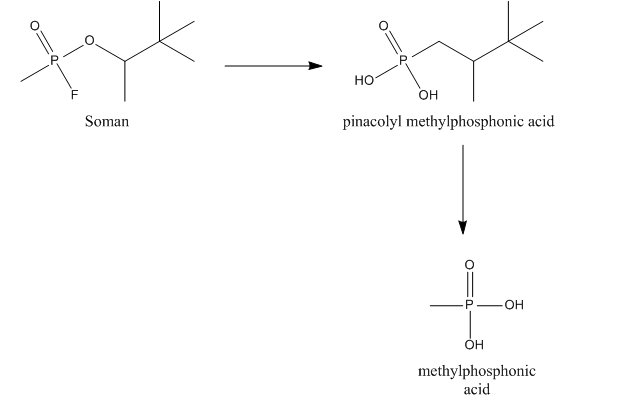 O
O
P
F
Soman
O
P
HO
OH
pinacolyl methylphosphonic acid
O
P
OH
OH
methylphosphonic
acid